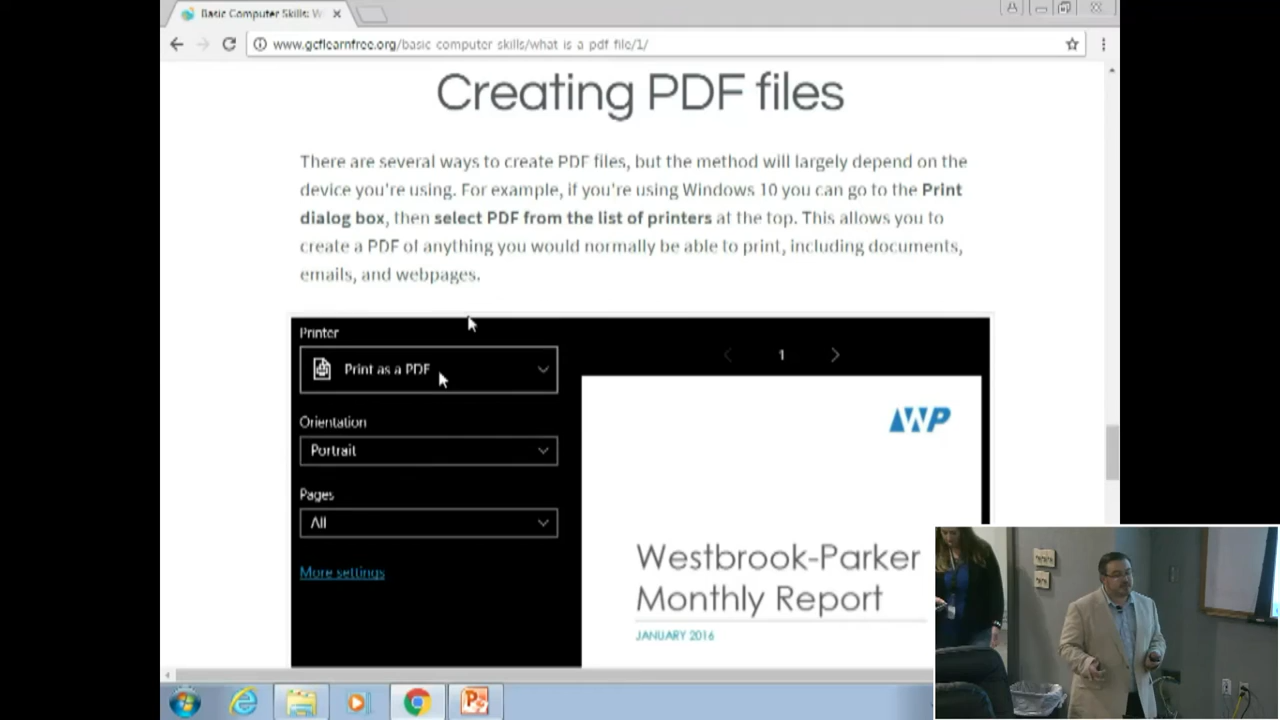 Basic Computer Skills: W
www.gcflearnfree.org/basic computer skills/what is a pdf file/1/
Creating PDF files
There are several ways to create PDF files, but the method will largely depend on the
device you're using. For example, if you're using Windows 10 you can go to the Print
dialog box, then select PDF from the list of printers at the top. This allows you to
create a PDF of anything you would normally be able to print, including documents,
emails, and webpages.
Printer
Print as a PDF
1
Orientation
Portrait
AWP
Pages
All
More settings
Westbrook-Parker
Monthly Report
JANUARY 2016